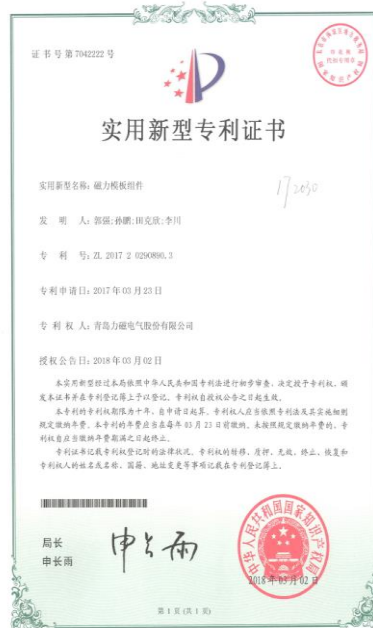 证书号第7042222号
实用新型专利证书
实用新型名称：磁力模板组件
发 明 人：郭强;孙鹏;田克欣;李川
专 利 号：ZL 2017 2 0290890.3
专利申请日：2017年03月23日
专 利 权 人：青岛力磁电气股份有限公司
授权公告日：2018年03月02日
本实用新型经过本局依照中华人民共和国专利法进行初步审查，决定授予专利权，颁
发本证书并在专利登记簿上予以登记。专利权自授权公告之日起生效。
本专利的专利权期限为十年，自申请日起算。专利权人应当依照专利法及其实施细则
规定缴纳年费。本专利的年费应当在每年03月23日前缴纳。未按照规定缴纳年费的，专
利权自应当缴纳年费期满之日起终止。
专利证书记载专利权登记时的法律状况。专利权的转移、质押、无效、终止、恢复和
专利权人的姓名或名称、国籍、地址变更等事项记载在专利登记簿上。
局长
申长雨
申长雨
中华人民共和国国家知识产权局
2018年03月02日
第1页(共1页)